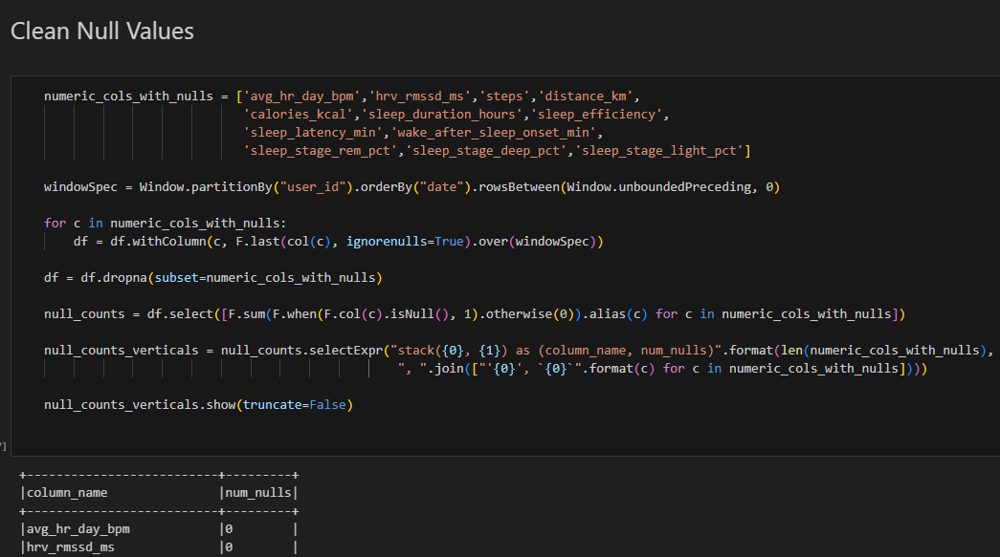 Clean Null Values
numeric_cols_with_nulls = ['avg_hr_day_bpm','hrv_rmssd_ms','steps','distance_km',
'calories_kcal','sleep_duration_hours','sleep_efficiency',
'sleep_latency_min','wake_after_sleep_onset_min',
'sleep_stage_rem_pct','sleep_stage_deep_pct','sleep_stage_light_pct']
windowSpec = Window.partitionBy("user_id").orderBy("date").rowsBetween(Window.unboundedPreceding, 0)
for c in numeric_cols_with_nulls:
df = df.withColumn(c, F.last(col(c), ignorenulls=True).over(windowSpec))
df = df.dropna(subset=numeric_cols_with_nulls)
null_counts = df.select([F.sum(F.when(F.col(c).isNull(), 1).otherwise(0)).alias(c) for c in numeric_cols_with_nulls])
null_counts_verticals = null_counts.selectExpr("stack({0}, {1}) as (column_name, num_nulls)".format(len(numeric_cols_with_nulls),
", ".join(["'{0}', `{0}`".format(c) for c in numeric_cols_with_nulls])))
null_counts_verticals.show(truncate=False)
]
+--------------------------+---------+
|column_name |num_nulls|
+--------------------------+---------+
|avg_hr_day_bpm |0 |
|hrv_rmssd_ms |0 |